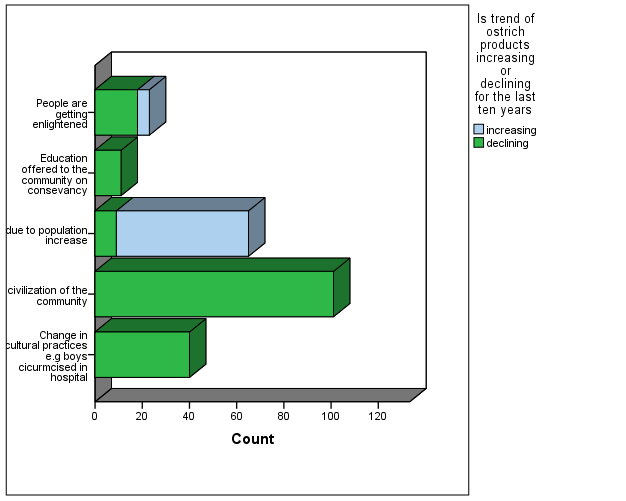 Is trend of
ostrich
products
increasing
or
declining
for the last
ten years
increasing
declining
People are
getting
enlightened
Education
offered to the
community on
consevancy
due to population
increase
civilization of the
community
Change in
cultural practices
e.g boys
cicurmcised in
hospital
0 20 40 60 80 100 120
Count